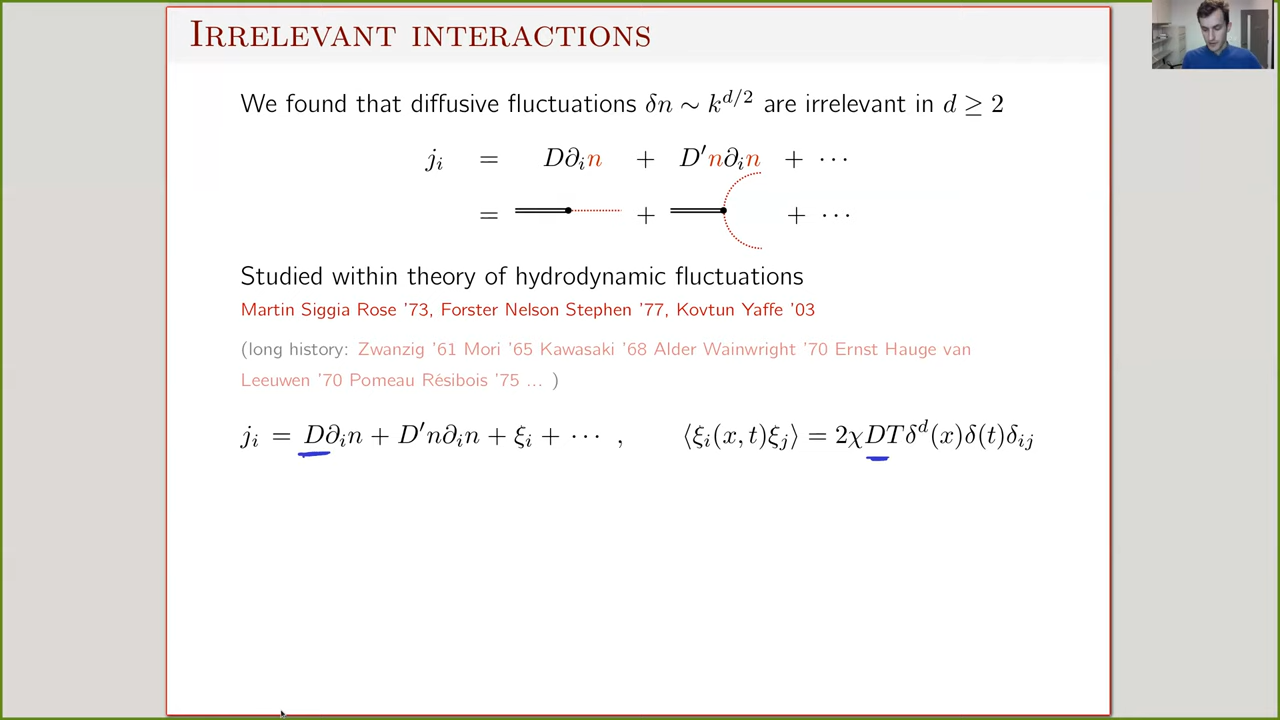 Irrelevant interactions
We found that diffusive fluctuations δn ∼ k^{d/2} are irrelevant in d ≥ 2
j_i = D∂_i n + D′n∂_i n + ⋯
= + + ⋯
Studied within theory of hydrodynamic fluctuations
Martin Siggia Rose '73, Forster Nelson Stephen '77, Kovtun Yaffe '03
(long history: Zwanzig '61 Mori '65 Kawasaki '68 Alder Wainwright '70 Ernst Hauge van
Leeuwen '70 Pomeau Résibois '75 ... )
j_i = D∂_i n + D′n∂_i n + ξ_i + ⋯ , ⟨ξ_i(x, t)ξ_j⟩ = 2χDTδ^d(x)δ(t)δ_{ij}